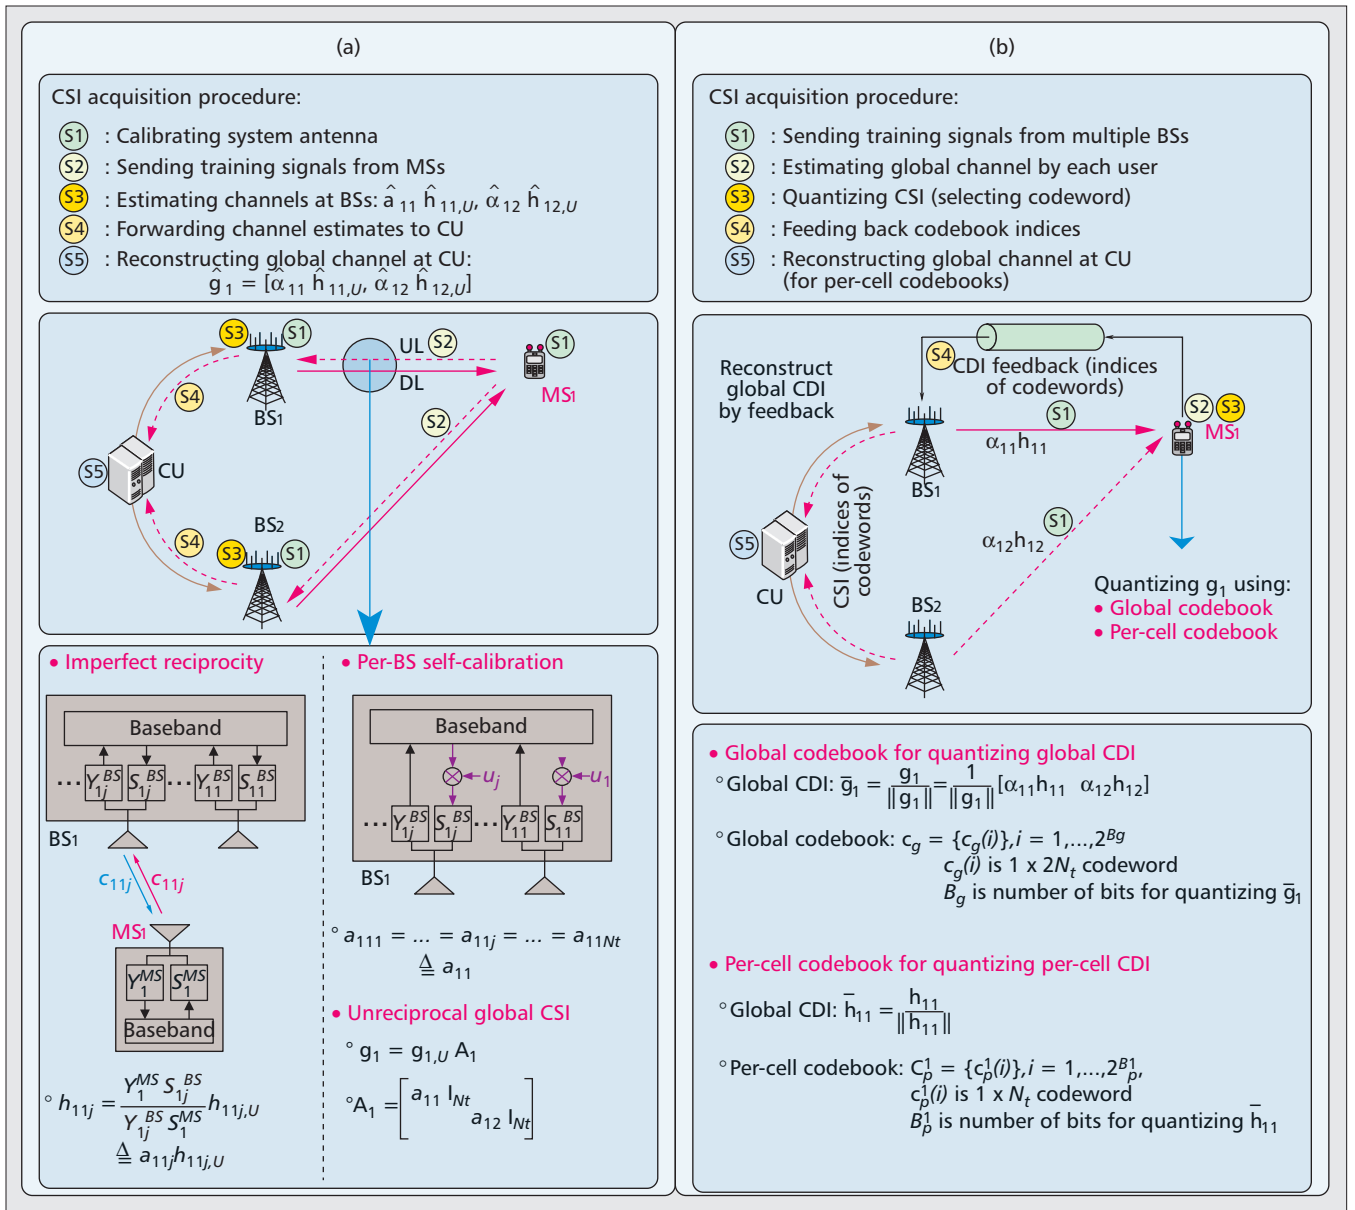 (a)
CSI acquisition procedure:
S1 : Calibrating system antenna
S2 : Sending training signals from MSs
S3 : Estimating channels at BSs: â11 ĥ11,U, α̂12 ĥ12,U
S4 : Forwarding channel estimates to CU
S5 : Reconstructing global channel at CU:
ĝ1 = [α̂11 ĥ11,U, α̂12 ĥ12,U]
S3 S1
UL S2
DL
S1
MS1
BS1
S4
S2
S5 CU
BS2
S4
S3 S1
• Imperfect reciprocity
Baseband
... Y1j^BS S1j^BS ... Y11^BS S11^BS
BS1
c11j c11j
MS1
Y1^MS S1^MS
Baseband
° h11j = Y1^MS S1j^BS / Y1j^BS S1^MS h11j,U
≜ a11j h11j,U
• Per-BS self-calibration
Baseband
uj u1
... Y1j^BS S1j^BS ... Y11^BS S11^BS
BS1
° a111 = ... = a11j = ... = a11Nt
≜ a11
• Unreciprocal global CSI
° g1 = g1,U A1
° A1 = [ a11 INt
a12 INt ]
(b)
CSI acquisition procedure:
S1 : Sending training signals from multiple BSs
S2 : Estimating global channel by each user
S3 : Quantizing CSI (selecting codeword)
S4 : Feeding back codebook indices
S5 : Reconstructing global channel at CU
(for per-cell codebooks)
Reconstruct
global CDI
by feedback
S4
CDI feedback (indices
of codewords)
S2 S3
MS1
S1
α11h11
BS1
S1
α12h12
CSI (indices of
codewords)
S5
CU
BS2
Quantizing g1 using:
• Global codebook
• Per-cell codebook
• Global codebook for quantizing global CDI
° Global CDI: g̅1 = g1 / ‖g1‖ = 1 / ‖g1‖ [α11h11 α12h12]
° Global codebook: cg = {cg(i)}, i = 1,...,2^Bg
cg(i) is 1 x 2Nt codeword
Bg is number of bits for quantizing g̅1
• Per-cell codebook for quantizing per-cell CDI
° Global CDI: h̅11 = h11 / ‖h11‖
° Per-cell codebook: Cp^1 = {cp^1(i)}, i = 1,...,2^Bp^1,
cp^1(i) is 1 x Nt codeword
Bp^1 is number of bits for quantizing h̅11